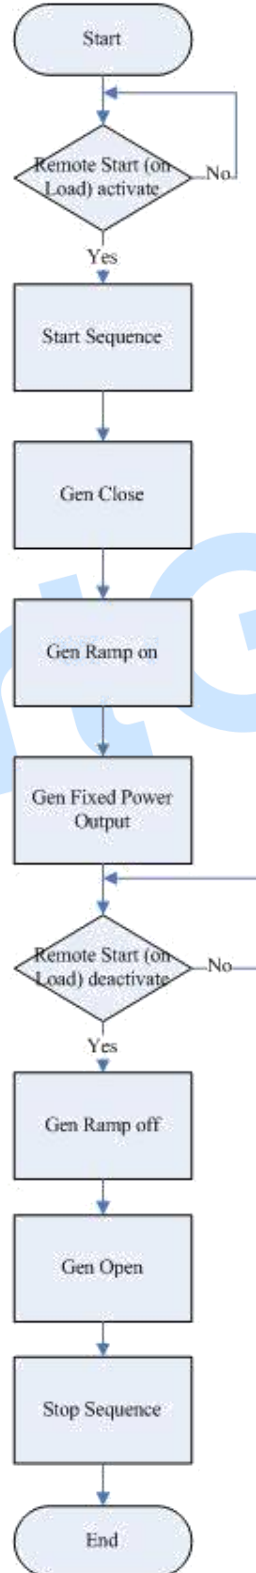 Start
Remote Start (on
Load) activate
No
Yes
Start Sequence
Gen Close
Gen Ramp on
Gen Fixed Power
Output
Remote Start (on
Load) deactivate
No
Yes
Gen Ramp off
Gen Open
Stop Sequence
End